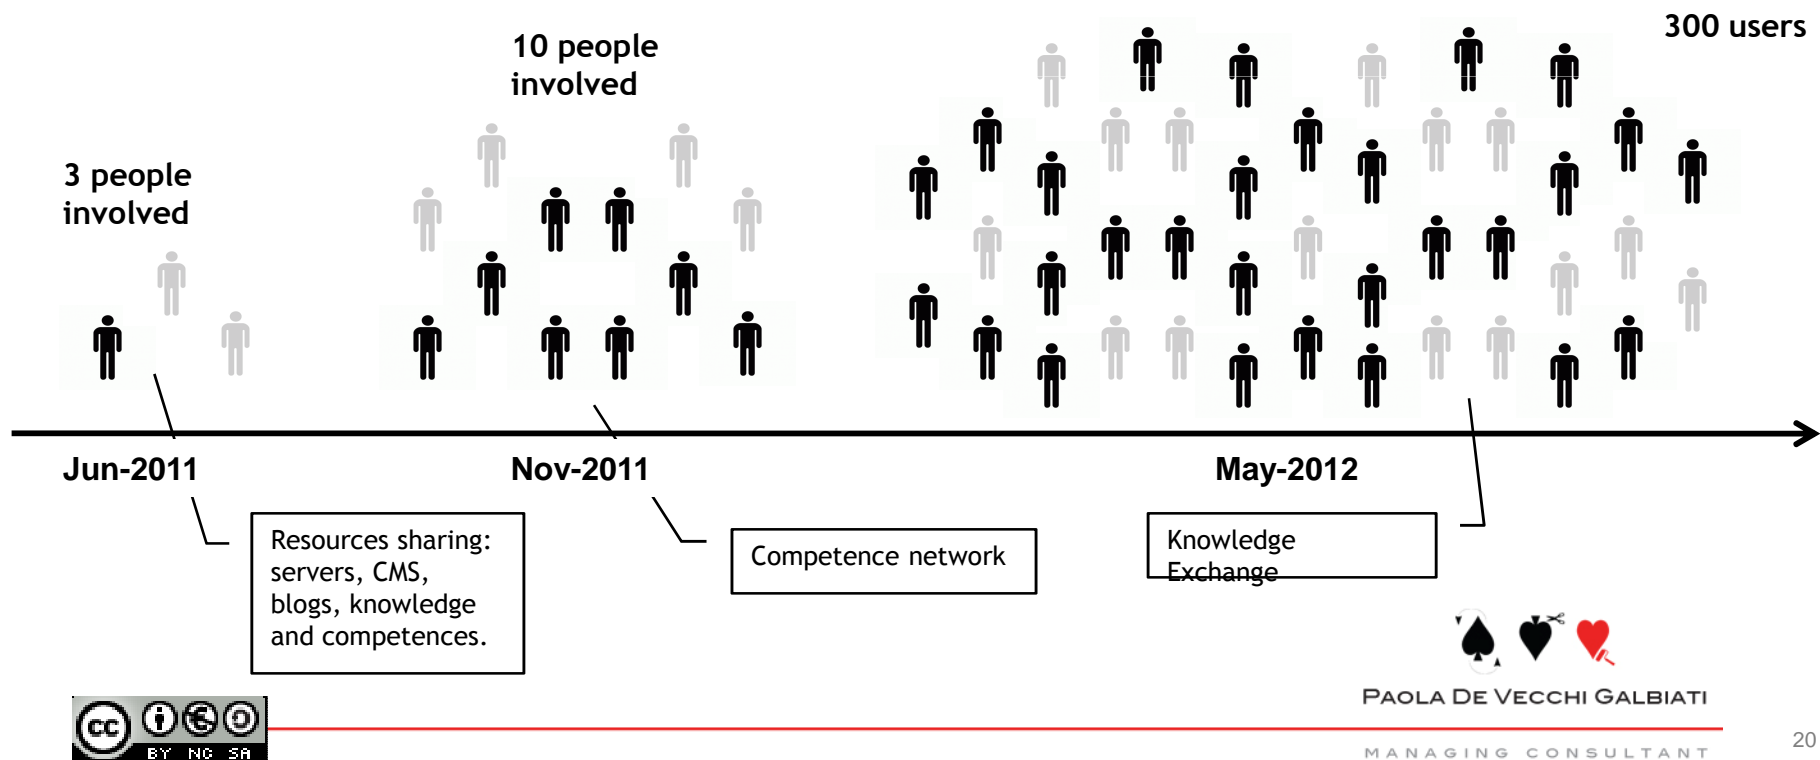 300 users
10 people
involved
3 people
involved
Jun-2011
Nov-2011
May-2012
Resources sharing:
servers, CMS,
blogs, knowledge
and competences.
Competence network
Knowledge
Exchange
PAOLA DE VECCHI GALBIATI
MANAGING CONSULTANT
20
cc
BY NC SA